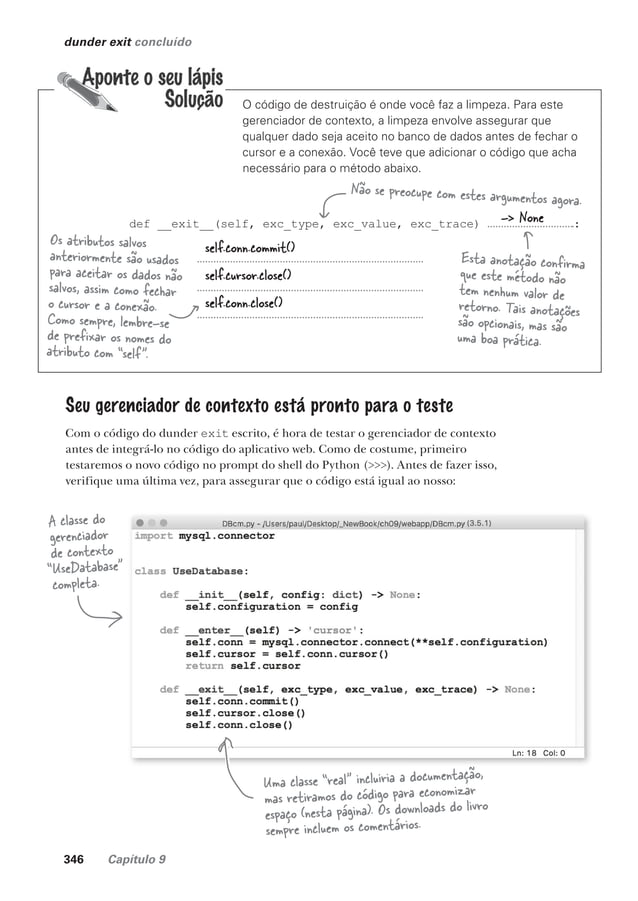 dunder exit concluído
Aponte o seu lápis
Solução
O código de destruição é onde você faz a limpeza. Para este
gerenciador de contexto, a limpeza envolve assegurar que
qualquer dado seja aceito no banco de dados antes de fechar o
cursor e a conexão. Você teve que adicionar o código que acha
necessário para o método abaixo.
Não se preocupe com estes argumentos agora.
def __exit__(self, exc_type, exc_value, exc_trace) -> None :
Os atributos salvos
anteriormente são usados
para aceitar os dados não
salvos, assim como fechar
o cursor e a conexão.
Como sempre, lembre-se
de prefixar os nomes do
atributo com “self”.
self.conn.commit()
self.cursor.close()
self.conn.close()
Esta anotação confirma
que este método não
tem nenhum valor de
retorno. Tais anotações
são opcionais, mas são
uma boa prática.
Seu gerenciador de contexto está pronto para o teste
Com o código do dunder exit escrito, é hora de testar o gerenciador de contexto
antes de integrá-lo no código do aplicativo web. Como de costume, primeiro
testaremos o novo código no prompt do shell do Python (>>>). Antes de fazer isso,
verifique uma última vez, para assegurar que o código está igual ao nosso:
A classe do
gerenciador
de contexto
“UseDatabase”
completa.
DBcm.py - /Users/paul/Desktop/_NewBook/ch09/webapp/DBcm.py (3.5.1)
import mysql.connector
class UseDatabase:
def __init__(self, config: dict) -> None:
self.configuration = config
def __enter__(self) -> 'cursor':
self.conn = mysql.connector.connect(**self.configuration)
self.cursor = self.conn.cursor()
return self.cursor
def __exit__(self, exc_type, exc_value, exc_trace) -> None:
self.conn.commit()
self.cursor.close()
self.conn.close()
Ln: 18 Col: 0
Uma classe “real” incluiria a documentação,
mas retiramos do código para economizar
espaço (nesta página). Os downloads do livro
sempre incluem os comentários.
346 Capítulo 9